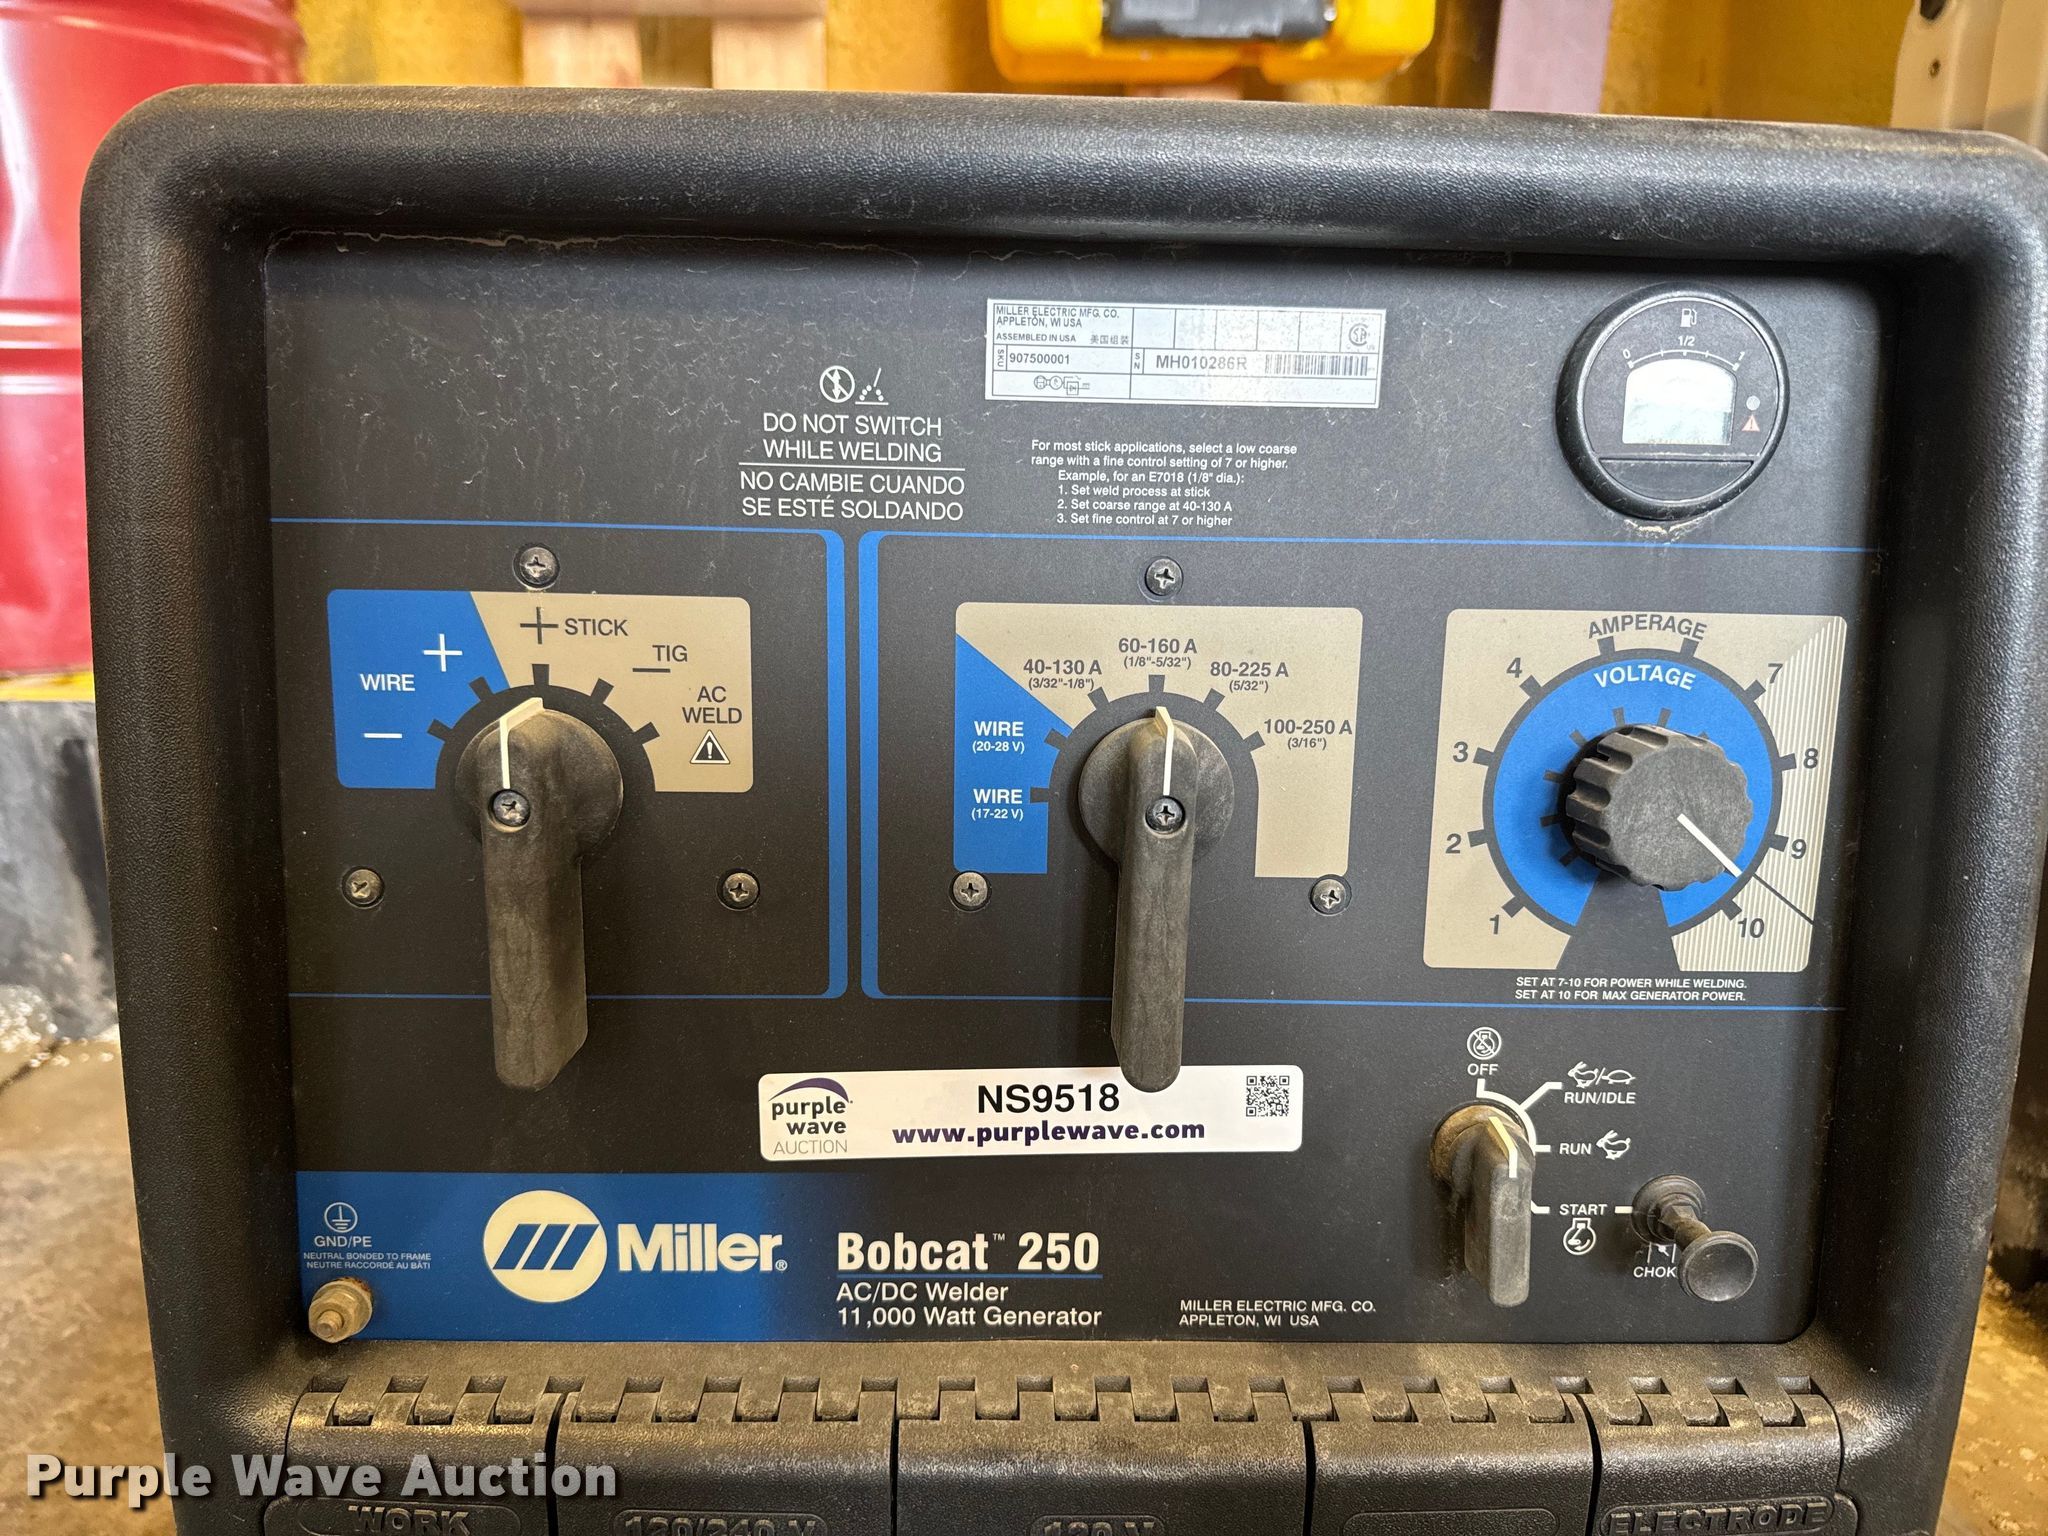 MILLER ELECTRIC MFG. CO.
APPLETON, WI USA
ASSEMBLED IN USA 美国组装
SKU 907500001
SN MH010286R
0 1/2 1
DO NOT SWITCH
WHILE WELDING
NO CAMBIE CUANDO
SE ESTÉ SOLDANDO
For most stick applications, select a low coarse
range with a fine control setting of 7 or higher.
Example, for an E7018 (1/8" dia.):
1. Set weld process at stick
2. Set coarse range at 40-130 A
3. Set fine control at 7 or higher
WIRE
+
−
+ STICK
TIG
−
AC
WELD
WIRE
(17-22 V)
WIRE
(20-28 V)
40-130 A
(3/32"-1/8")
60-160 A
(1/8"-5/32")
80-225 A
(5/32")
100-250 A
(3/16")
AMPERAGE
VOLTAGE
1
2
3
4
7
8
9
10
SET AT 7-10 FOR POWER WHILE WELDING.
SET AT 10 FOR MAX GENERATOR POWER.
OFF
RUN/IDLE
RUN
START
CHOK
purple
wave
AUCTION
NS9518
www.purplewave.com
GND/PE
NEUTRAL BONDED TO FRAME
NEUTRE RACCORDÉ AU BÂTI
Miller®
Bobcat™ 250
AC/DC Welder
11,000 Watt Generator
MILLER ELECTRIC MFG. CO.
APPLETON, WI USA
WORK
120/240 V
120 V
ELECTRODE
Purple Wave Auction